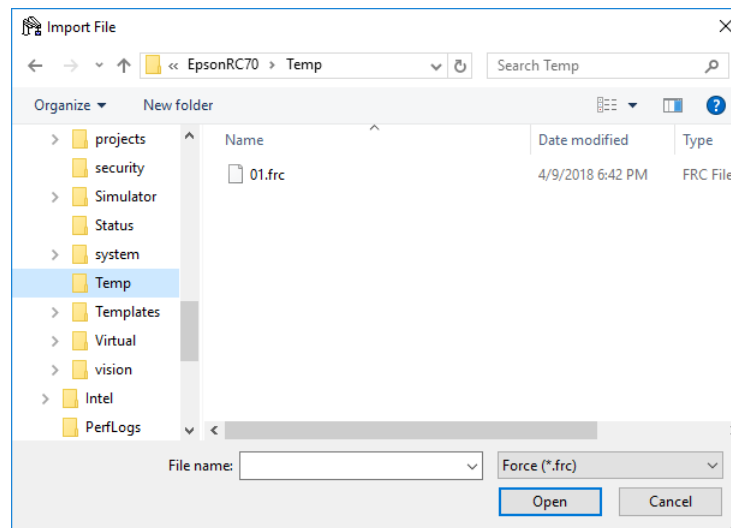 Import File
« EpsonRC70 > Temp
Search Temp
Organize
New folder
Name
Date modified
Type
projects
security
Simulator
Status
system
Temp
Templates
Virtual
vision
Intel
PerfLogs
01.frc
4/9/2018 6:42 PM
FRC File
File name:
Force (*.frc)
Open
Cancel